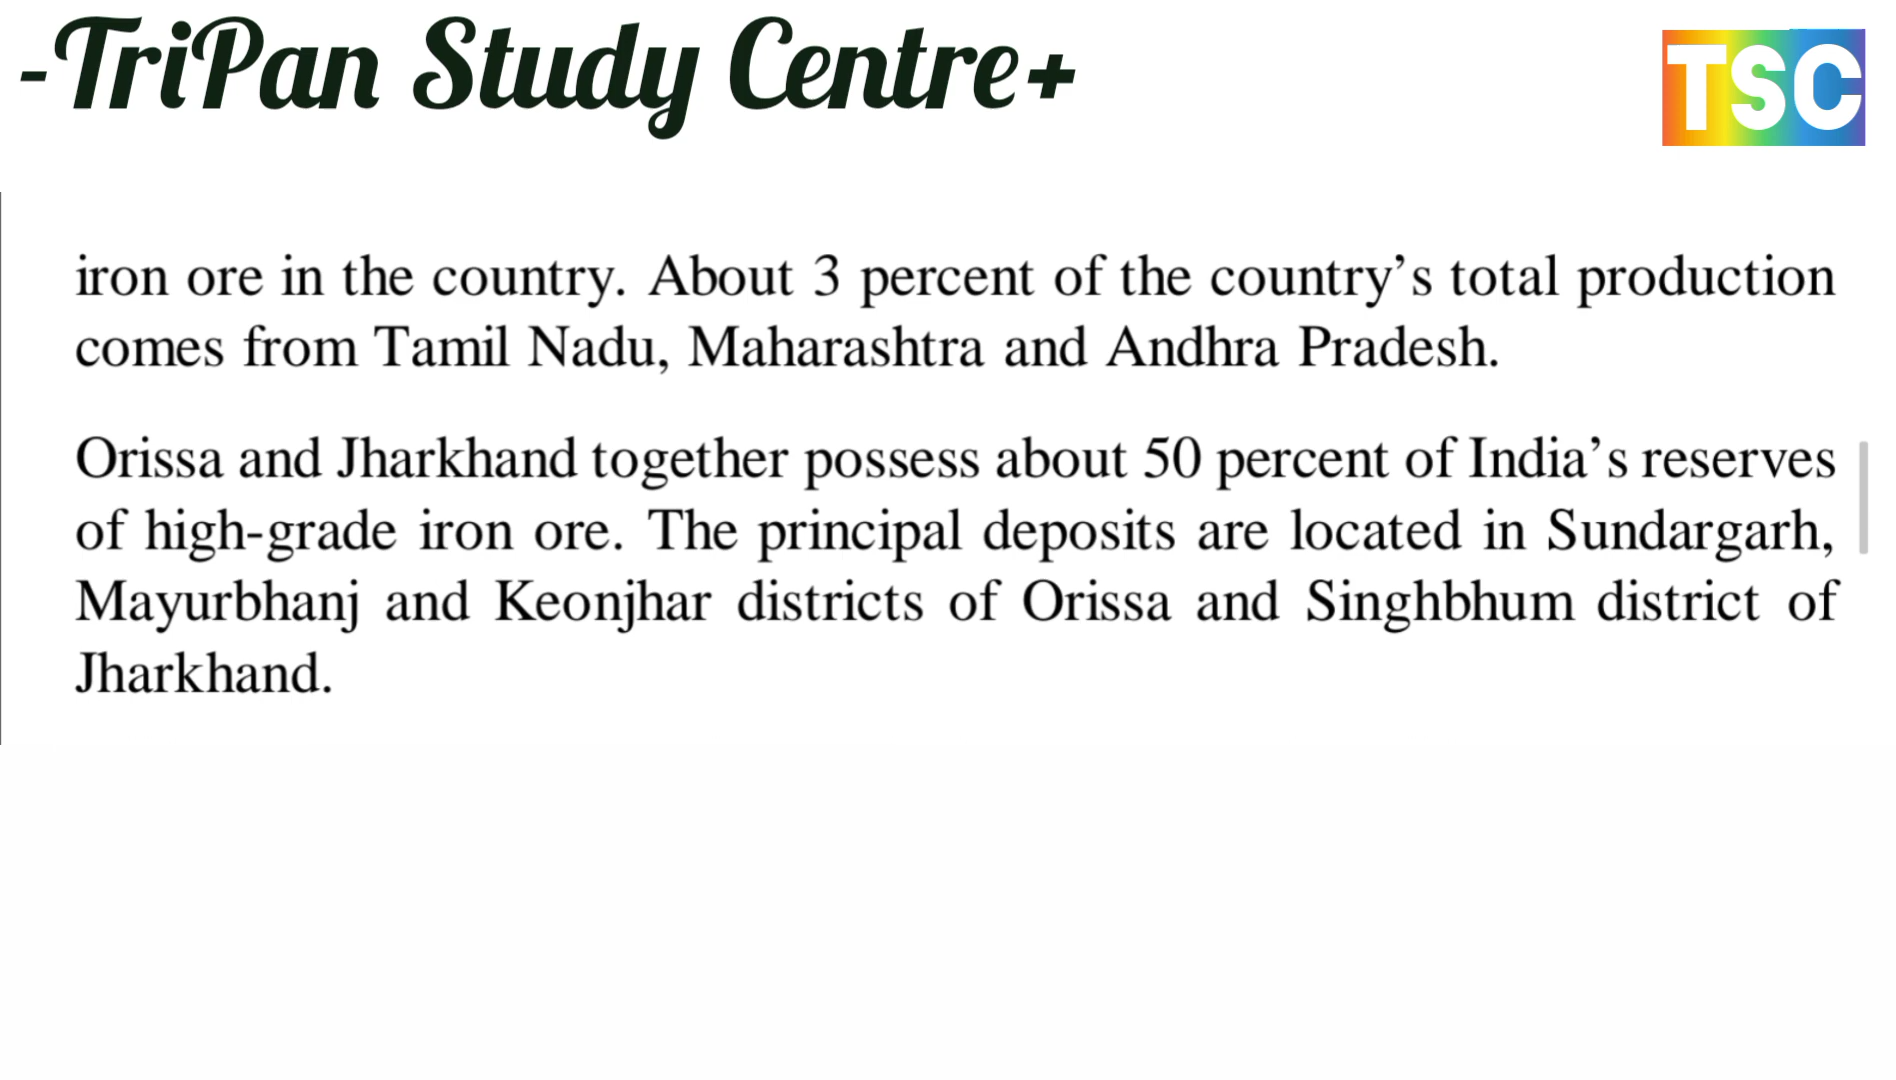 -TriPan Study Centre+
TSC
iron ore in the country. About 3 percent of the country’s total production
comes from Tamil Nadu, Maharashtra and Andhra Pradesh.
Orissa and Jharkhand together possess about 50 percent of India’s reserves
of high-grade iron ore. The principal deposits are located in Sundargarh,
Mayurbhanj and Keonjhar districts of Orissa and Singhbhum district of
Jharkhand.